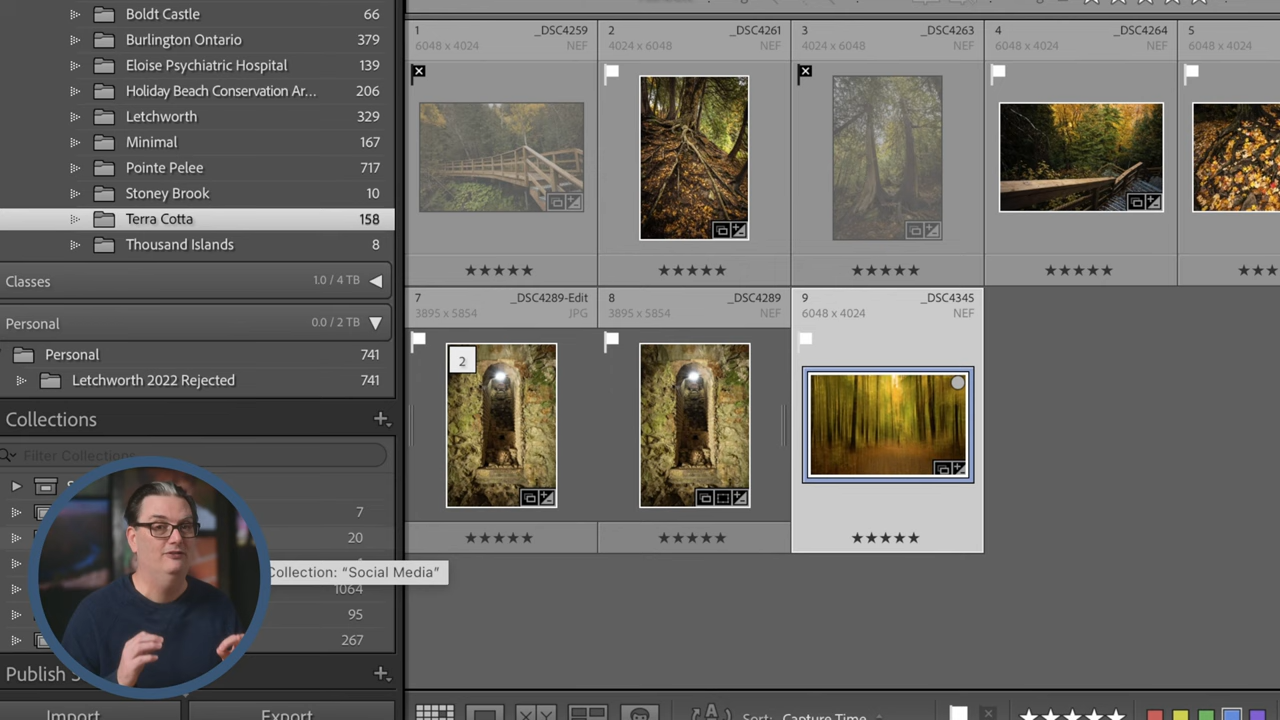 Boldt Castle 66
Burlington Ontario 379
Eloise Psychiatric Hospital 139
Holiday Beach Conservation Ar... 206
Letchworth 329
Minimal 167
Pointe Pelee 717
Stoney Brook 10
Terra Cotta 158
Thousand Islands 8
Classes 1.0 / 4 TB
Personal 0.0 / 2 TB
Personal 741
Letchworth 2022 Rejected 741
Collections
Filter Collections
7
20
Collection: “Social Media”
1064
95
267
Publish
Import Export
1 _DSC4259
6048 x 4024 NEF
2 _DSC4261
4024 x 6048 NEF
3 _DSC4263
4024 x 6048 NEF
4 _DSC4264
6048 x 4024 NEF
5
6048 x 4024
7 _DSC4289-Edit
3895 x 5854 JPG
2
8 _DSC4289
3895 x 5854 NEF
9 _DSC4345
6048 x 4024 NEF
Sort: Capture Time